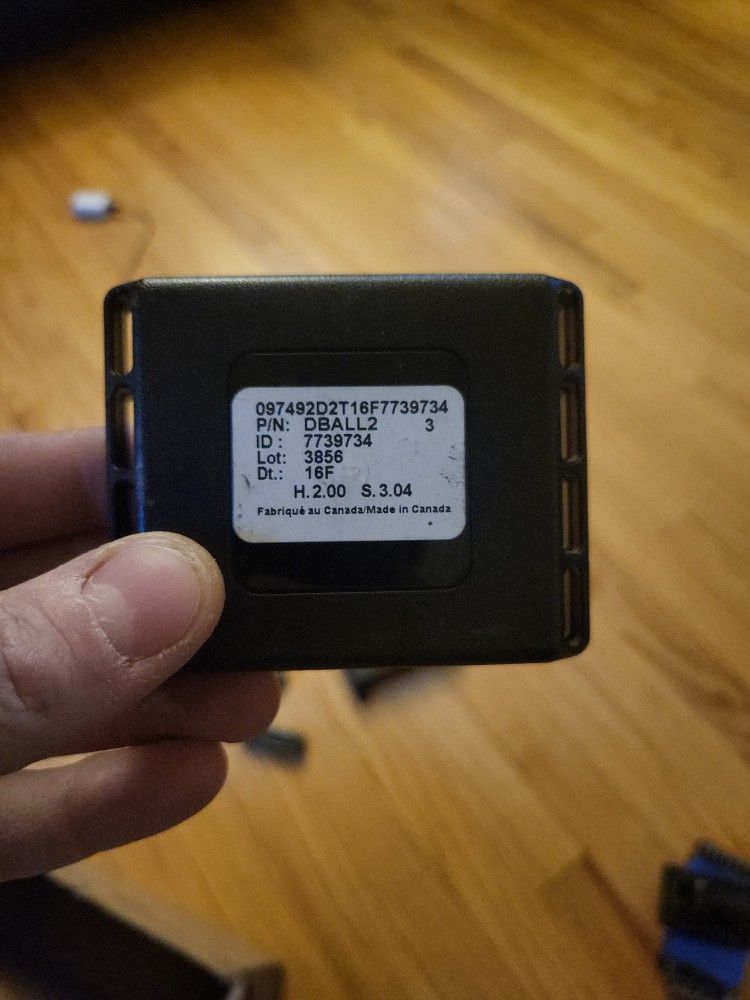 097492D2T16F7739734
P/N: DBALL2 3
ID : 7739734
Lot: 3856
Dt.: 16F
H.2.00 S.3.04
Fabriqué au Canada/Made in Canada